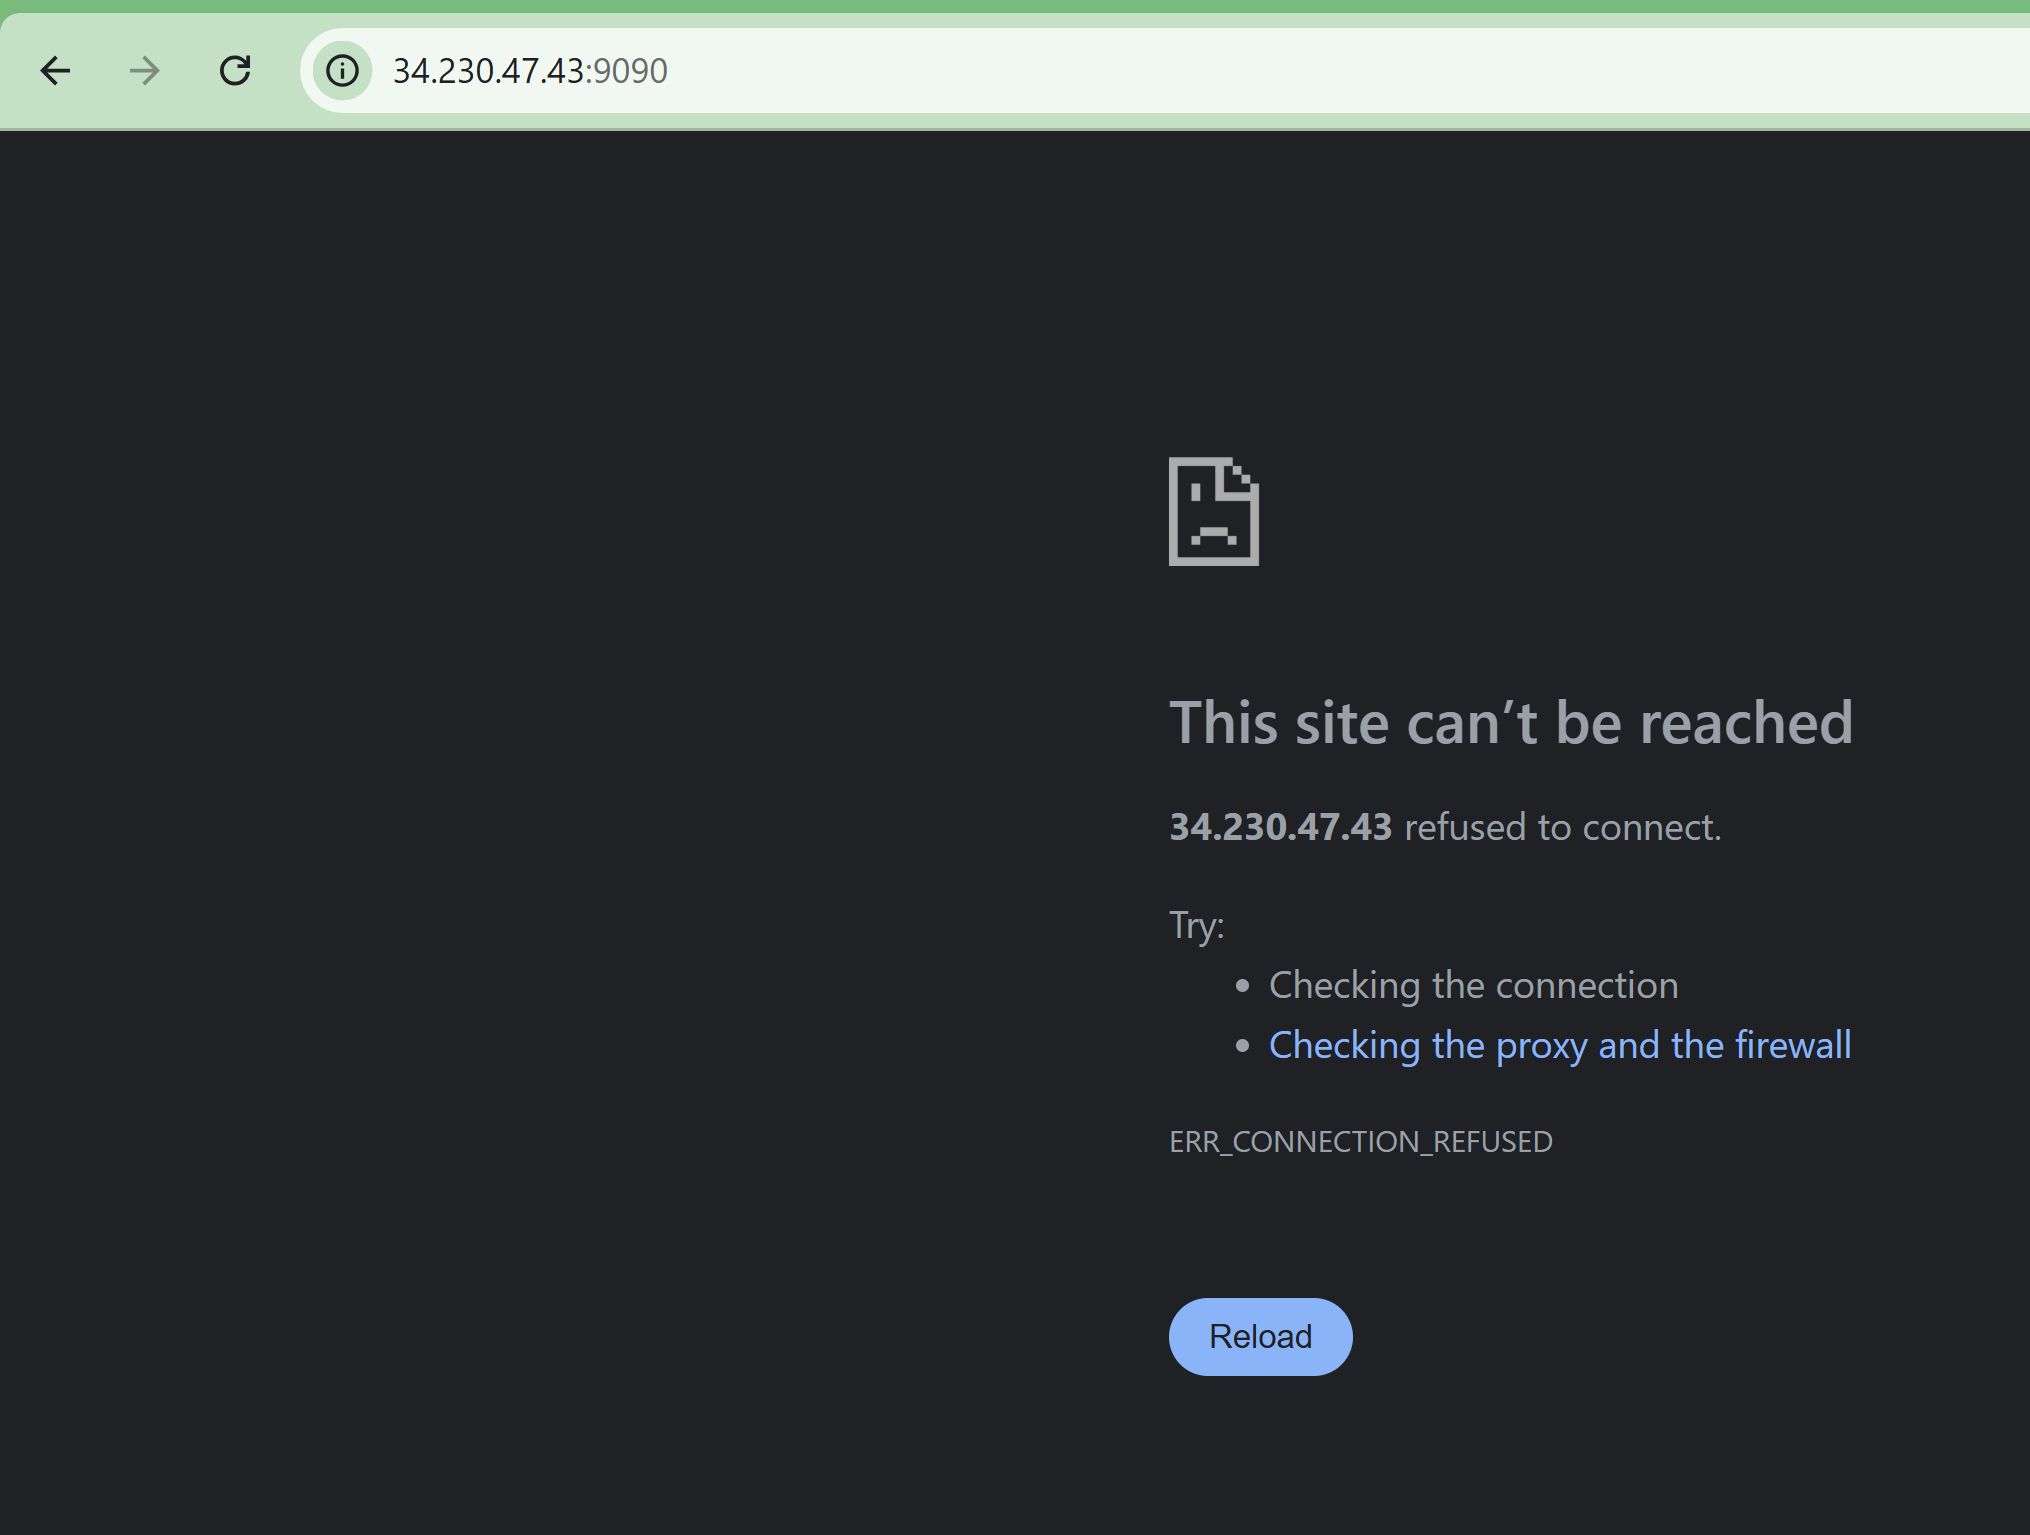 34.230.47.43:9090
This site can’t be reached
34.230.47.43 refused to connect.
Try:
Checking the connection
Checking the proxy and the firewall
ERR_CONNECTION_REFUSED
Reload